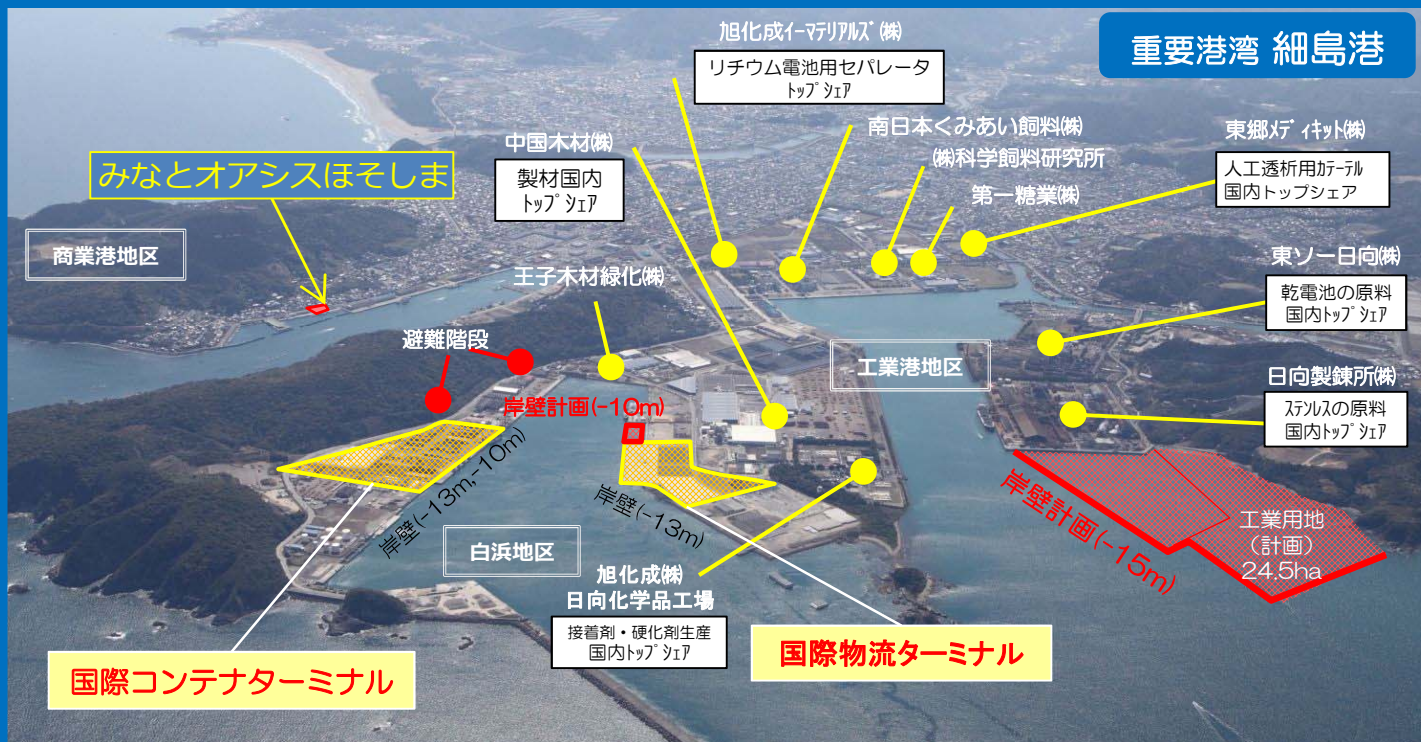 重要港湾 細島港
旭化成ｲｰﾏﾃﾘｱﾙｽﾞ㈱
リチウム電池用セパレータ
ﾄｯﾌﾟｼｪｱ
南日本くみあい飼料㈱
㈱科学飼料研究所
第一糖業㈱
東郷ﾒﾃﾞｨｷｯﾄ㈱
人工透析用ｶﾃｰﾃﾙ
国内トップシェア
中国木材㈱
製材国内
ﾄｯﾌﾟｼｪｱ
みなとオアシスほそしま
商業港地区
王子木材緑化㈱
避難階段
東ソー日向㈱
乾電池の原料
国内ﾄｯﾌﾟｼｪｱ
工業港地区
日向製錬所㈱
ｽﾃﾝﾚｽの原料
国内ﾄｯﾌﾟｼｪｱ
岸壁計画(-10m)
岸壁(-13m,-10m)
岸壁(-13m)
岸壁計画(-15m)
工業用地
（計画）
24.5ha
白浜地区
旭化成㈱
日向化学品工場
接着剤・硬化剤生産
国内ﾄｯﾌﾟｼｪｱ
国際物流ターミナル
国際コンテナターミナル